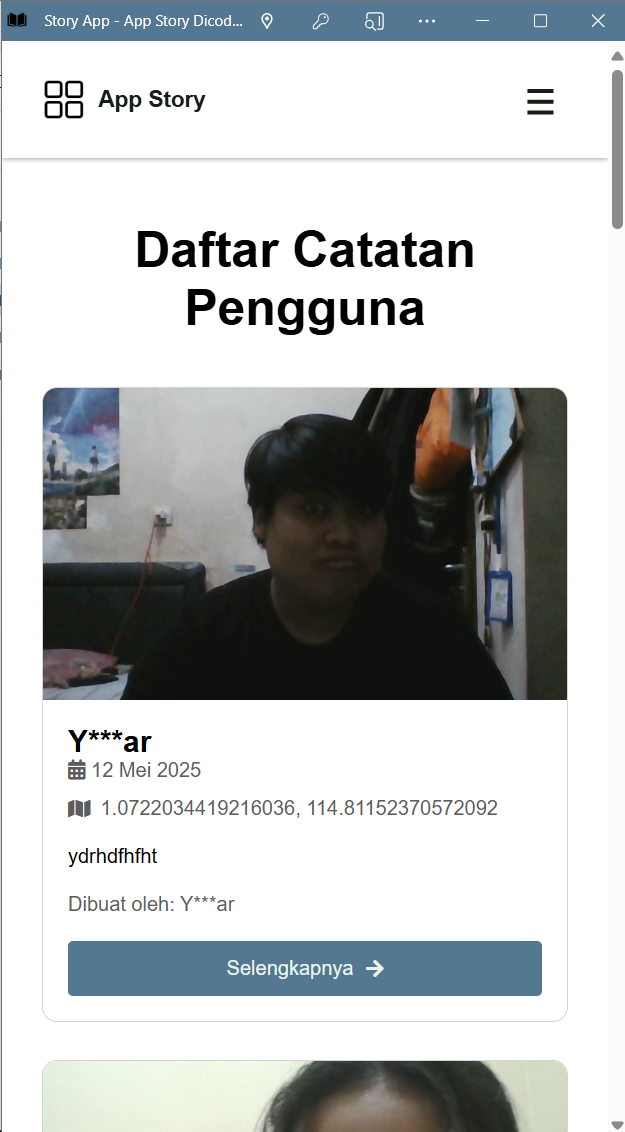 Story App - App Story Dicod...
App Story
Daftar Catatan
Pengguna
Y***ar
12 Mei 2025
1.0722034419216036, 114.81152370572092
ydrhdfhfht
Dibuat oleh: Y***ar
Selengkapnya